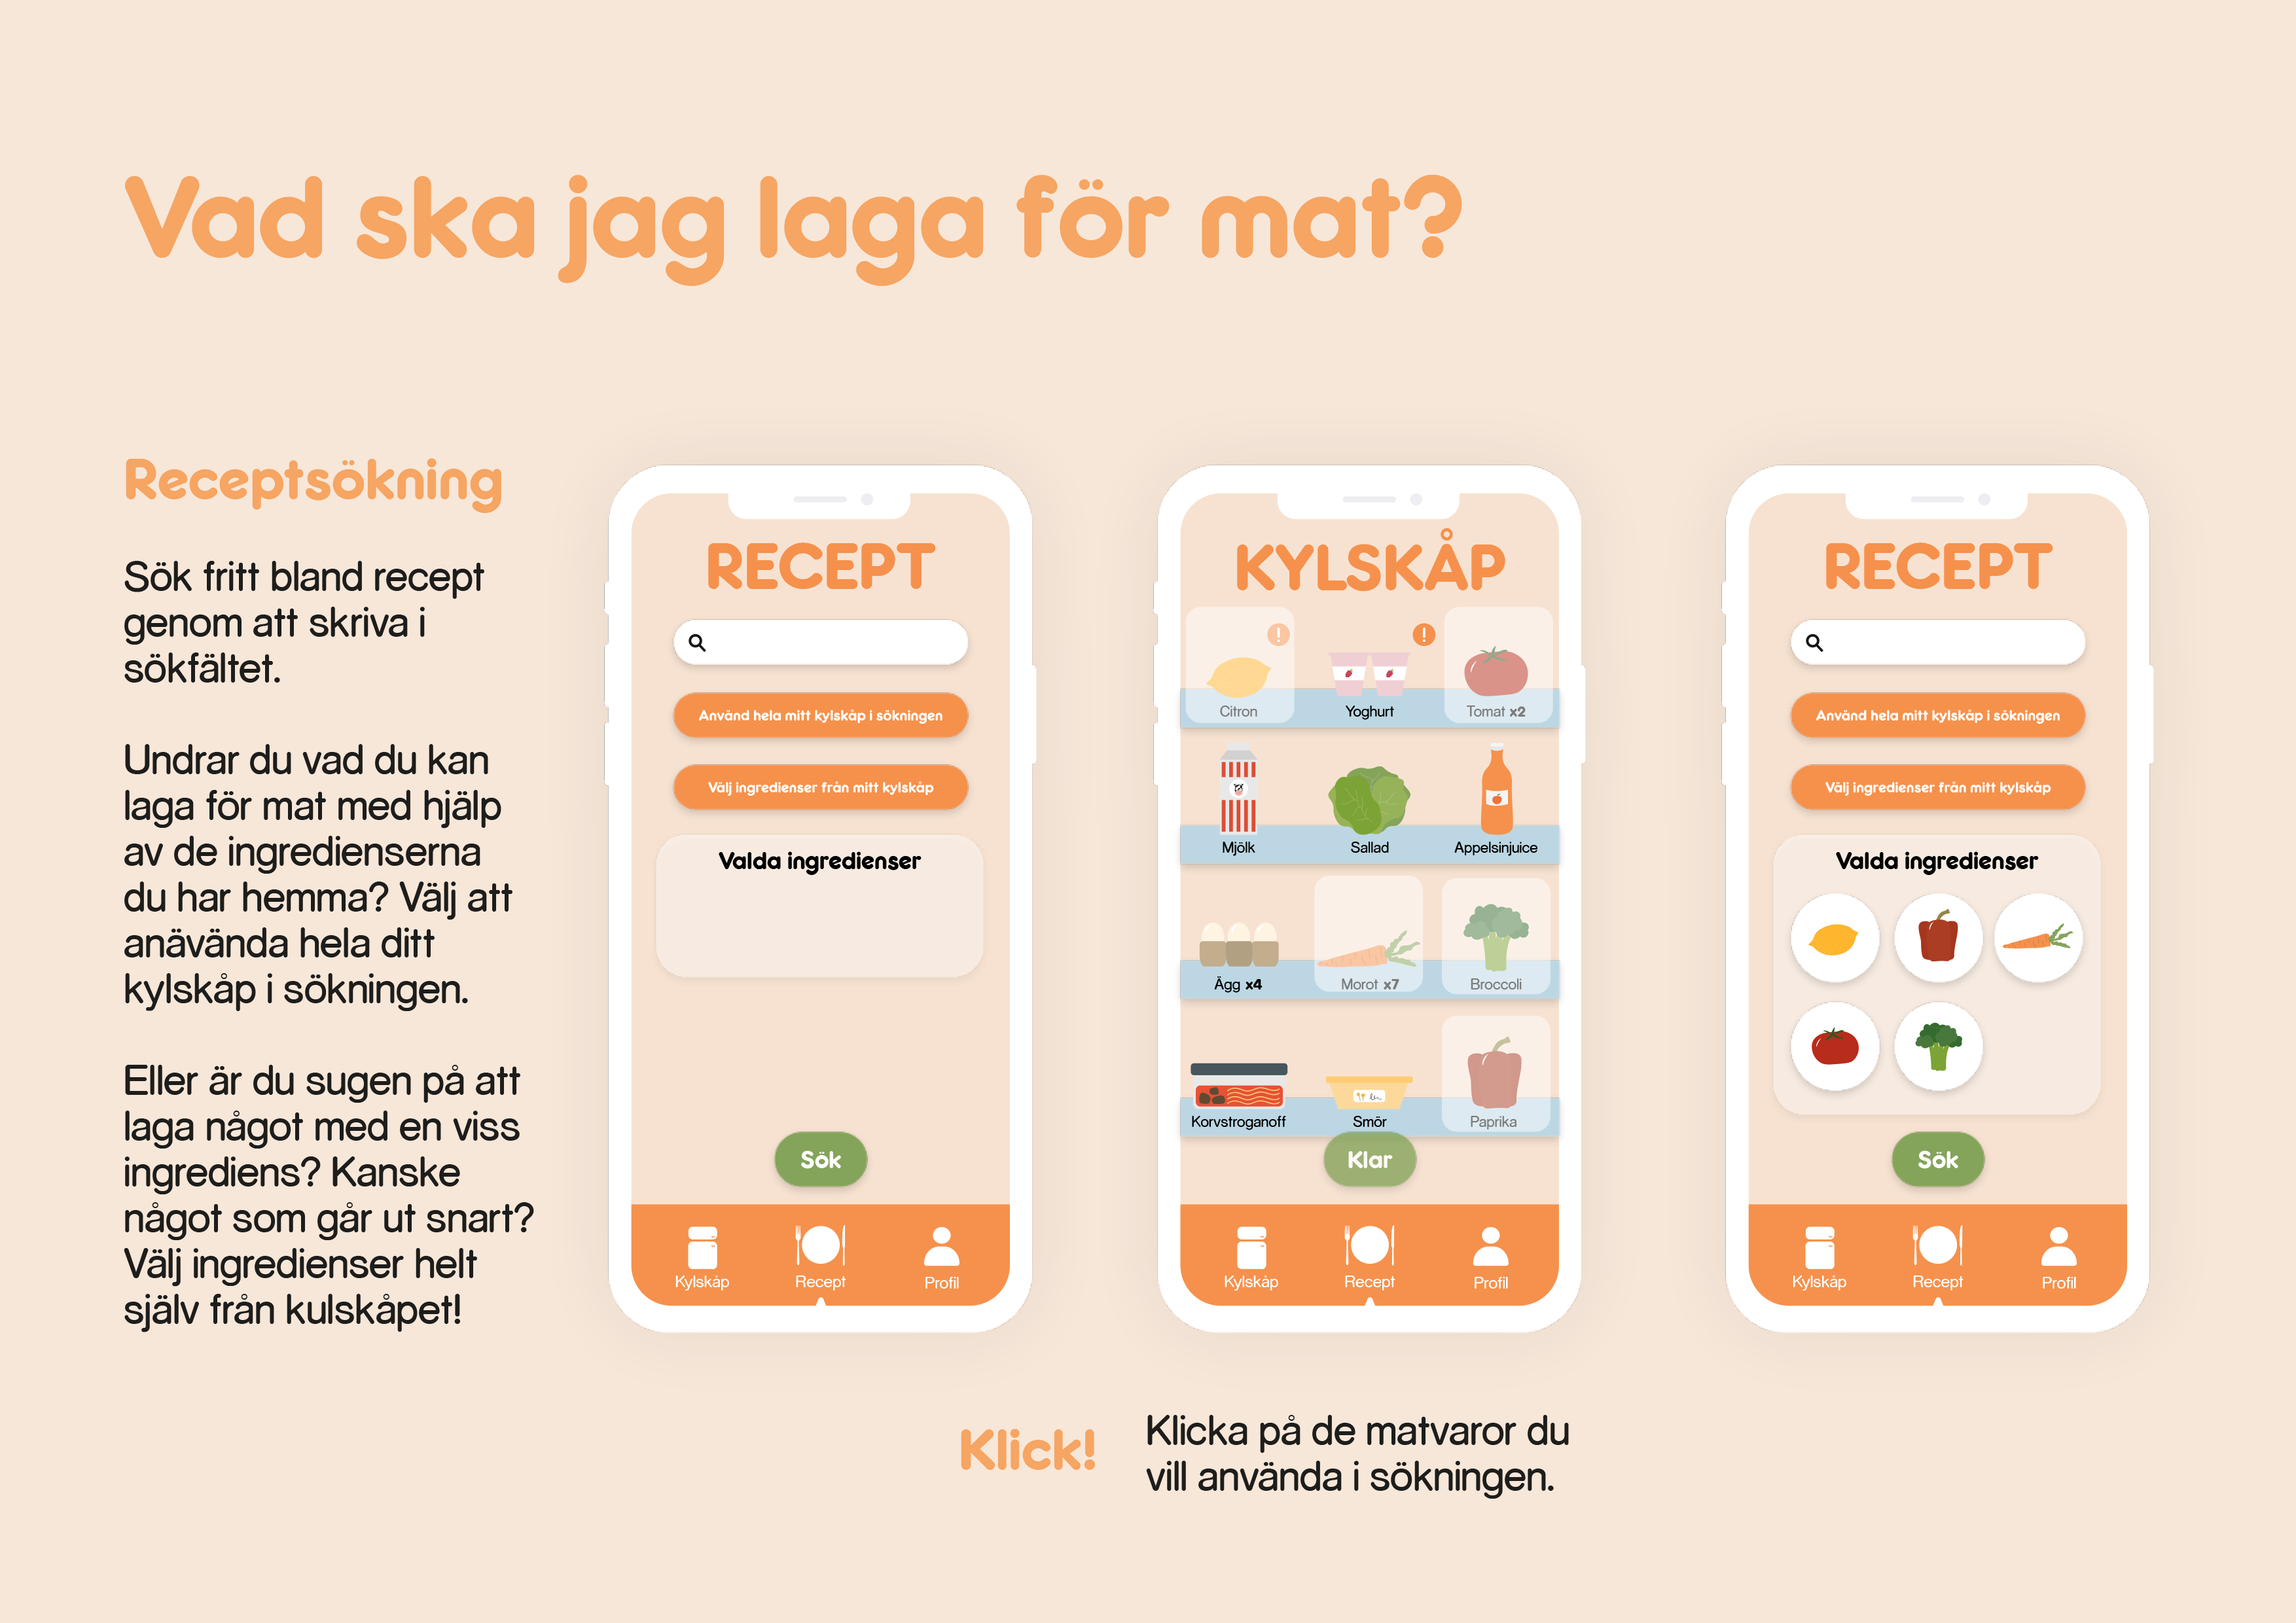 Vad ska jag laga för mat?
Receptsökning
Sök fritt bland recept
genom att skriva i
sökfältet.
Undrar du vad du kan
laga för mat med hjälp
av de ingredienserna
du har hemma? Välj att
anävända hela ditt
kylskåp i sökningen.
Eller är du sugen på att
laga något med en viss
ingrediens? Kanske
något som går ut snart?
Välj ingredienser helt
själv från kulskåpet!
RECEPT
Använd hela mitt kylskåp i sökningen
Välj ingredienser från mitt kylskåp
Valda ingredienser
Sök
Kylskåp Recept Profil
KYLSKÅP
! !
Citron Yoghurt Tomat x2
Mjölk Sallad Appelsinjuice
Ägg x4 Morot x7 Broccoli
Korvstroganoff Smör Paprika
Klar
Kylskåp Recept Profil
RECEPT
Använd hela mitt kylskåp i sökningen
Välj ingredienser från mitt kylskåp
Valda ingredienser
Sök
Kylskåp Recept Profil
Klick!
Klicka på de matvaror du
vill använda i sökningen.